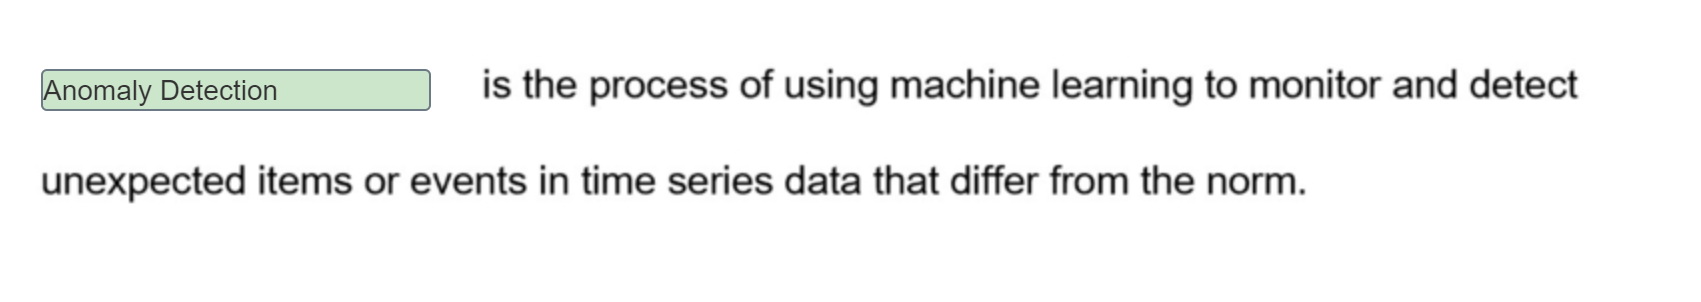 Anomaly Detection is the process of using machine learning to monitor and detect
unexpected items or events in time series data that differ from the norm.